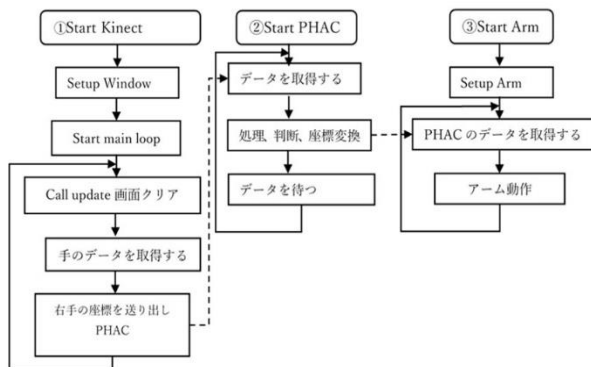 ①Start Kinect
Setup Window
Start main loop
Call update 画面クリア
手のデータを取得する
右手の座標を送り出し
PHAC
②Start PHAC
データを取得する
処理、判断、座標変換
データを待つ
③Start Arm
Setup Arm
PHAC のデータを取得する
アーム動作